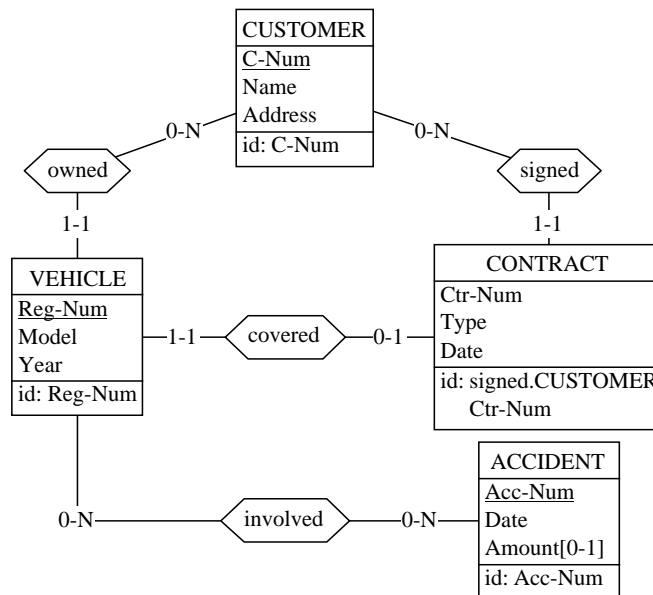 CUSTOMER
C-Num
Name
Address
id: C-Num
0-N
0-N
owned
signed
1-1
1-1
VEHICLE
Reg-Num
Model
Year
id: Reg-Num
1-1
covered
0-1
CONTRACT
Ctr-Num
Type
Date
id: signed.CUSTOMER
Ctr-Num
0-N
involved
0-N
ACCIDENT
Acc-Num
Date
Amount[0-1]
id: Acc-Num